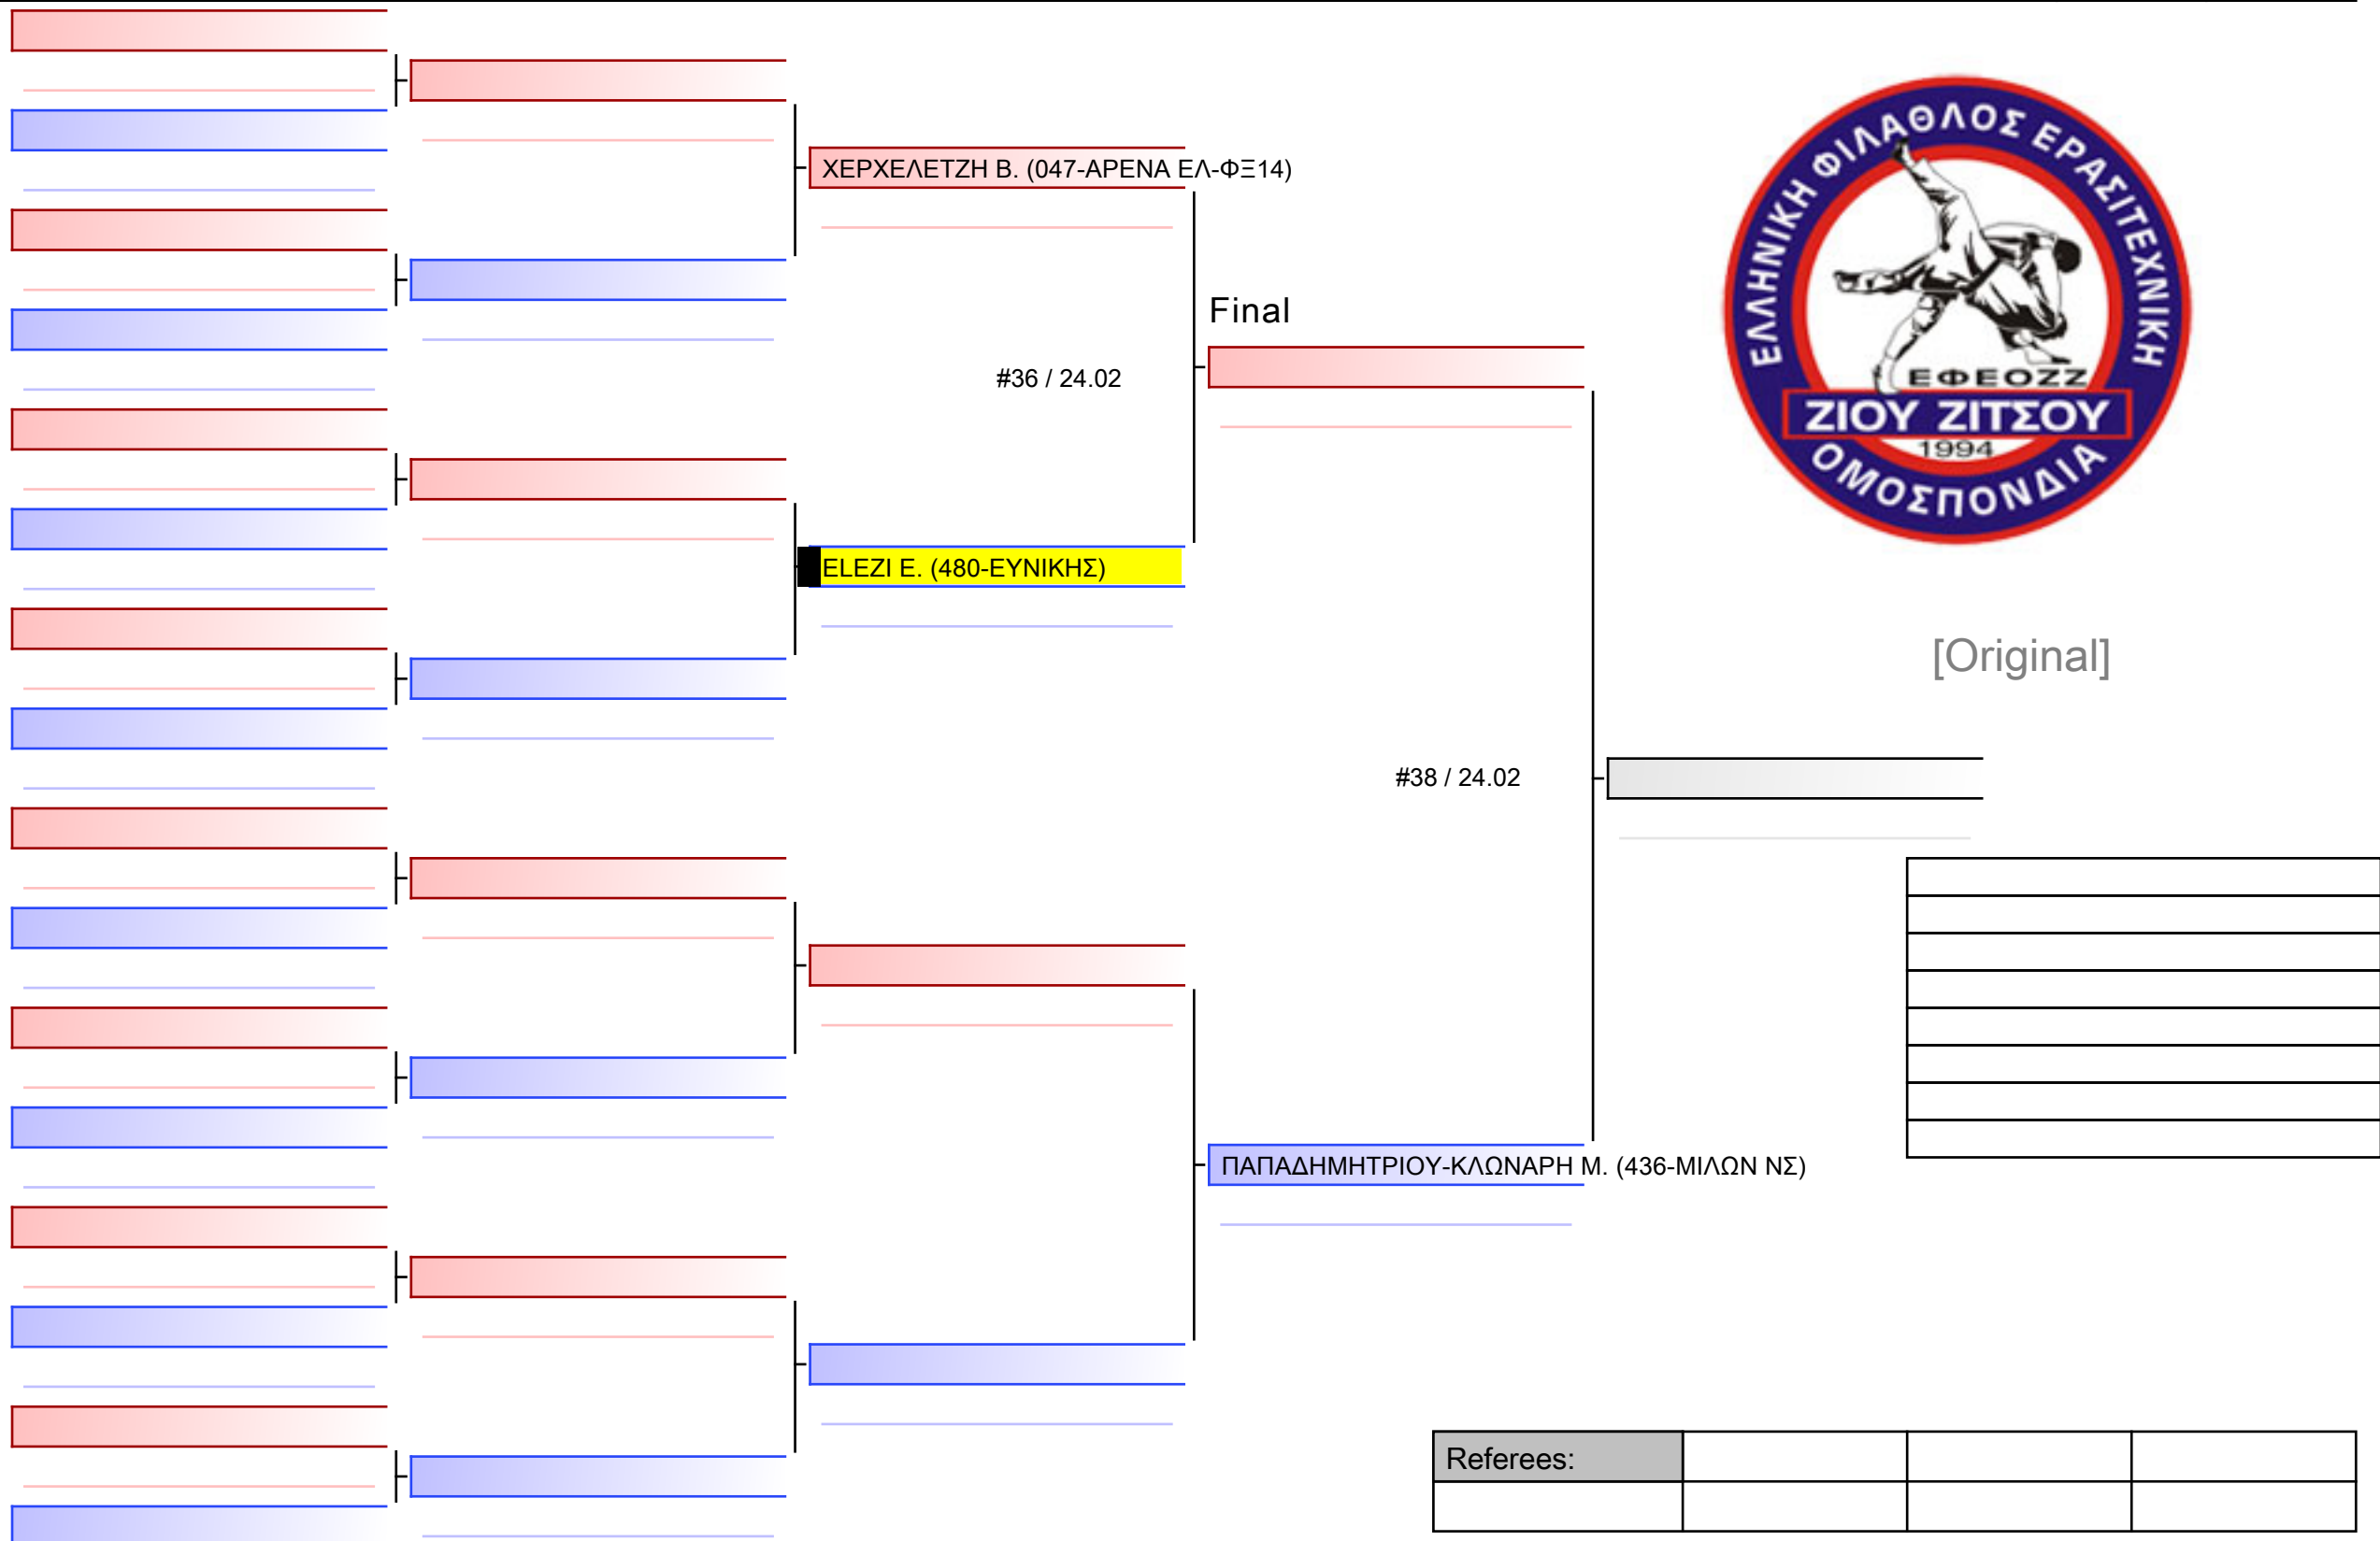 ΧΕΡΧΕΛΕΤΖΗ Β. (047-ΑΡΕΝΑ ΕΛ-ΦΞ14)
ΕΛΛΗΝΙΚΗ ΦΙΛΑΘΛΟΣ ΕΡΑΣΙΤΕΧΝΙΚΗ
Final
#36 / 24.02
ΕΦΕΟΖΖ
ΖΙΟΥ ΖΙΤΣΟΥ
1994
ΟΜΟΣΠΟΝΔΙΑ
ELEZI E. (480-ΕΥΝΙΚΗΣ)
[Original]
#38 / 24.02
ΠΑΠΑΔΗΜΗΤΡΙΟΥ-ΚΛΩΝΑΡΗ Μ. (436-ΜΙΛΩΝ ΝΣ)
Referees: